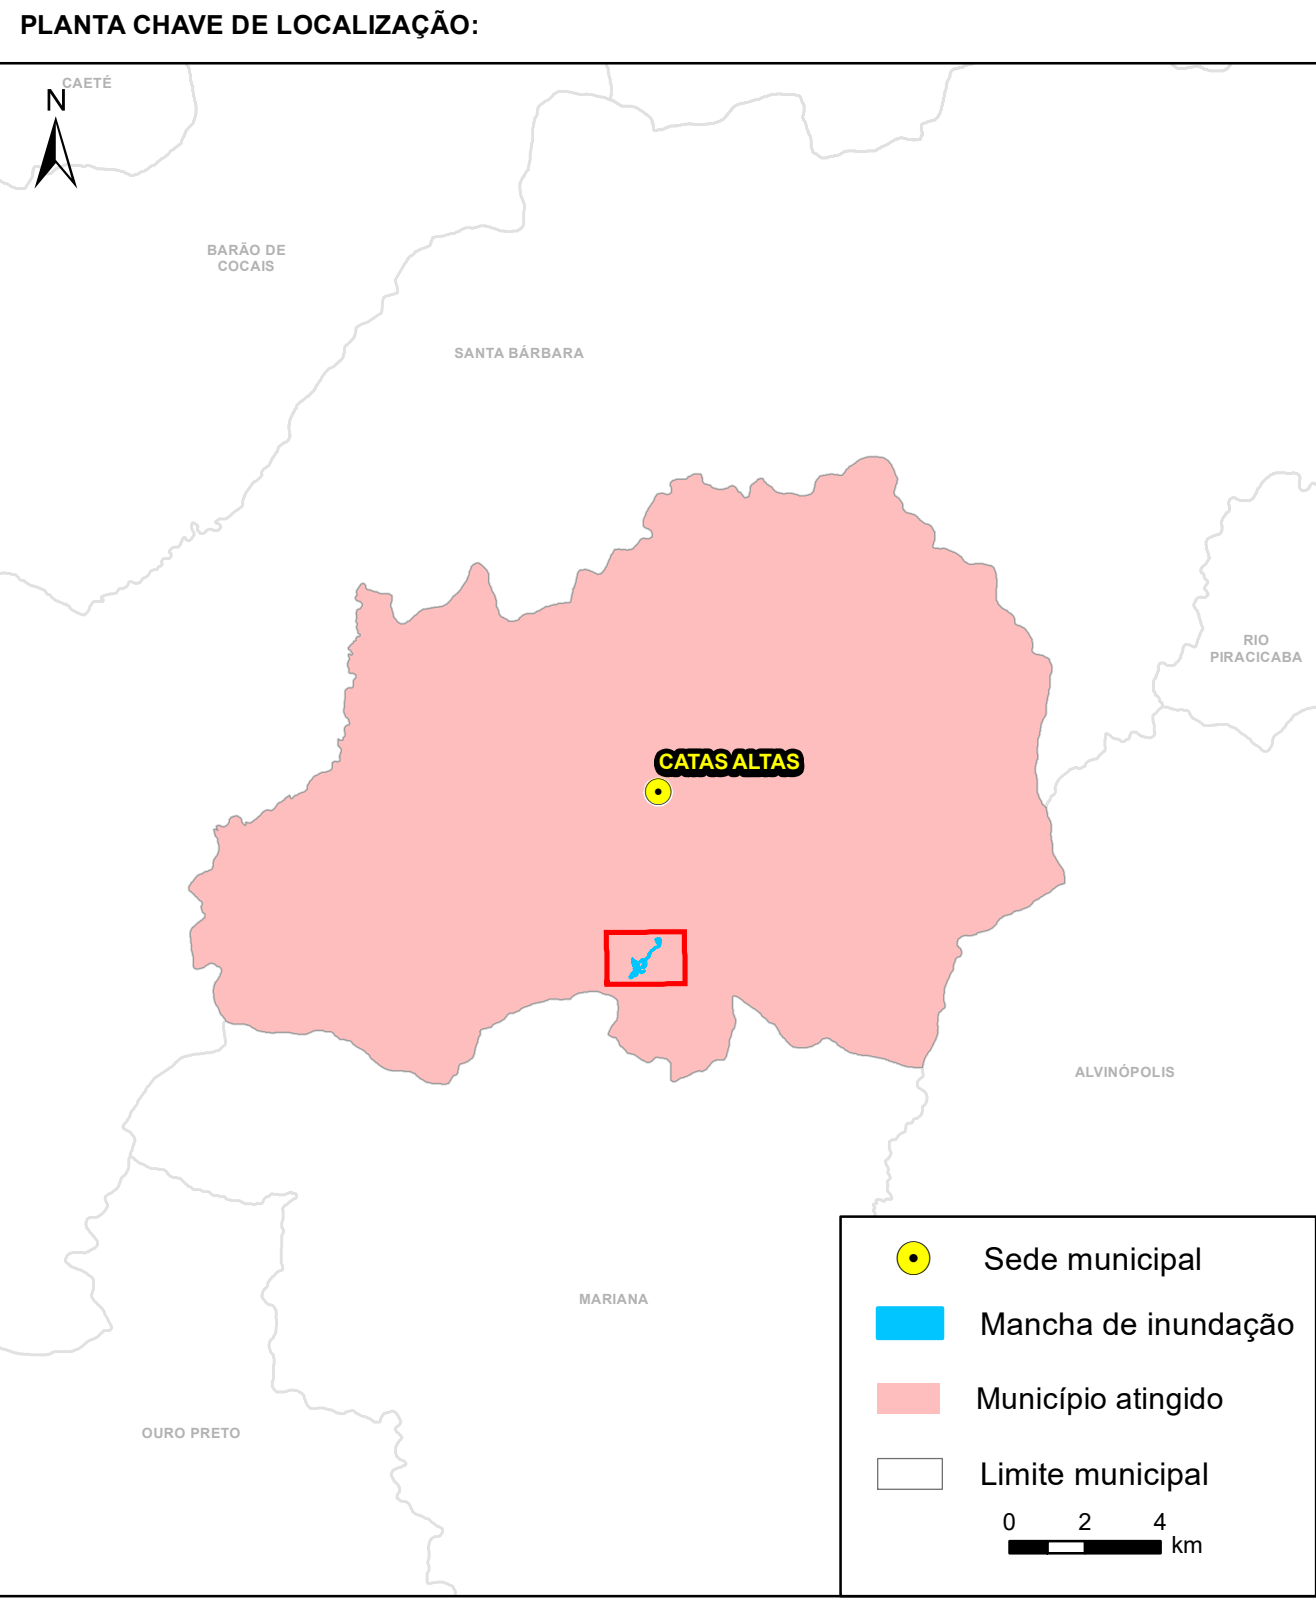 PLANTA CHAVE DE LOCALIZAÇÃO:
CAETÉ
N
BARÃO DE
COCAIS
SANTA BÁRBARA
RIO
PIRACICABA
CATAS ALTAS
ALVINÓPOLIS
MARIANA
OURO PRETO
Sede municipal
Mancha de inundação
Município atingido
Limite municipal
0 2 4
km